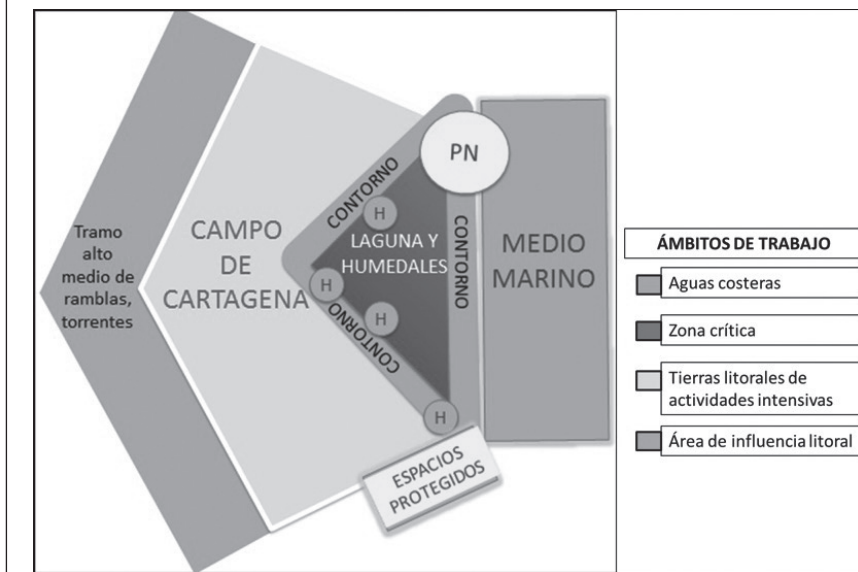 Tramo
alto
medio de
ramblas,
torrentes
CAMPO
DE
CARTAGENA
CONTORNO
PN
H
LAGUNA Y
HUMEDALES
H
H
CONTORNO
CONTORNO
H
MEDIO
MARINO
ESPACIOS
PROTEGIDOS
ÁMBITOS DE TRABAJO
Aguas costeras
Zona crítica
Tierras litorales de
actividades intensivas
Área de influencia litoral